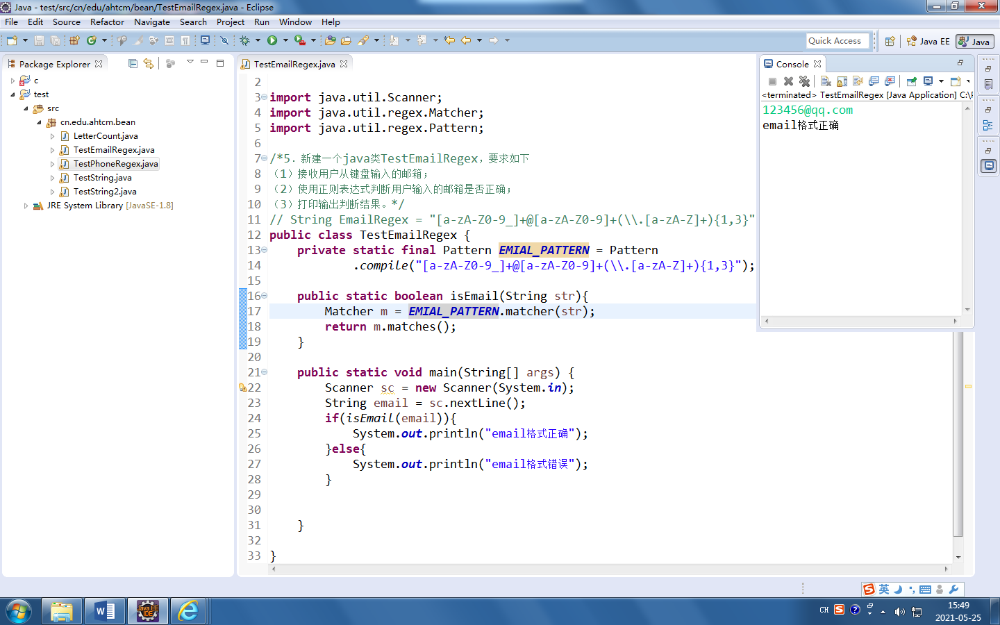 Java - test/src/cn/edu/ahtcm/bean/TestEmailRegex.java - Eclipse
File Edit Source Refactor Navigate Search Project Run Window Help
Quick Access
Java EE
Java
Package Explorer
c
test
src
cn.edu.ahtcm.bean
LetterCount.java
TestEmailRegex.java
TestPhoneRegex.java
TestString.java
TestString2.java
JRE System Library [JavaSE-1.8]
TestEmailRegex.java
2
3 import java.util.Scanner;
4 import java.util.regex.Matcher;
5 import java.util.regex.Pattern;
6
7 /*5. 新建一个java类TestEmailRegex，要求如下
8 （1）接收用户从键盘输入的邮箱；
9 （2）使用正则表达式判断用户输入的邮箱是否正确；
10 （3）打印输出判断结果。*/
11 // String EmailRegex = "[a-zA-Z0-9_]+@[a-zA-Z0-9]+(\\.[a-zA-Z]+){1,3}"
12 public class TestEmailRegex {
13 private static final Pattern EMIAL_PATTERN = Pattern
14 .compile("[a-zA-Z0-9_]+@[a-zA-Z0-9]+(\\.[a-zA-Z]+){1,3}");
15
16 public static boolean isEmail(String str){
17 Matcher m = EMIAL_PATTERN.matcher(str);
18 return m.matches();
19 }
20
21 public static void main(String[] args) {
22 Scanner sc = new Scanner(System.in);
23 String email = sc.nextLine();
24 if(isEmail(email)){
25 System.out.println("email格式正确");
26 }else{
27 System.out.println("email格式错误");
28 }
29
30
31 }
32
33 }
Console
<terminated> TestEmailRegex [Java Application] C:\
123456@qq.com
email格式正确
英
Java EE
IDE
CH
15:49
2021-05-25